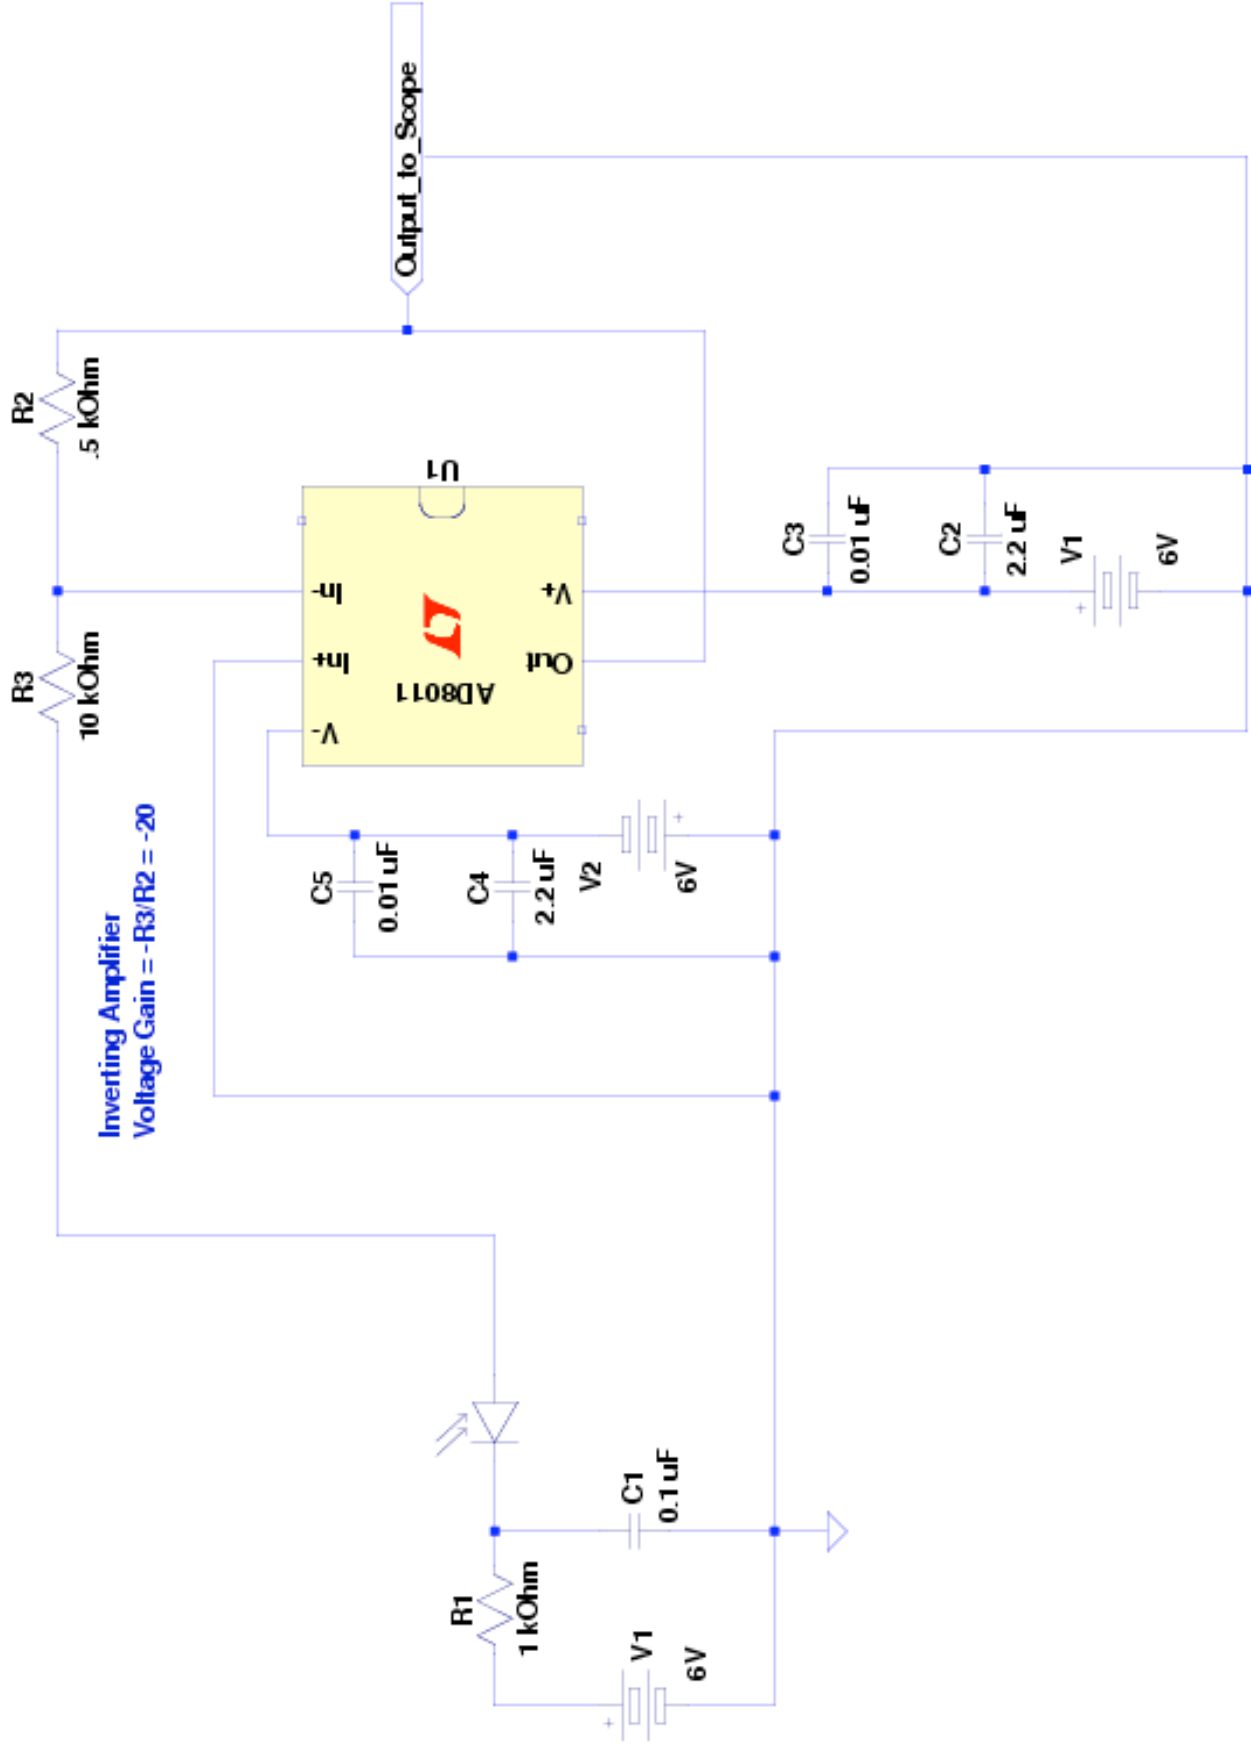 Inverting Amplifier
Voltage Gain = -R3/R2 = -20
R3
10 kOhm
R2
.5 kOhm
Output_to_Scope
U1
In-
In+
V-
V+
Out
AD8011
C5
0.01 uF
C4
2.2 uF
V2
6V
+
C3
0.01 uF
C2
2.2 uF
V1
6V
+
R1
1 kOhm
C1
0.1 uF
V1
6V
+